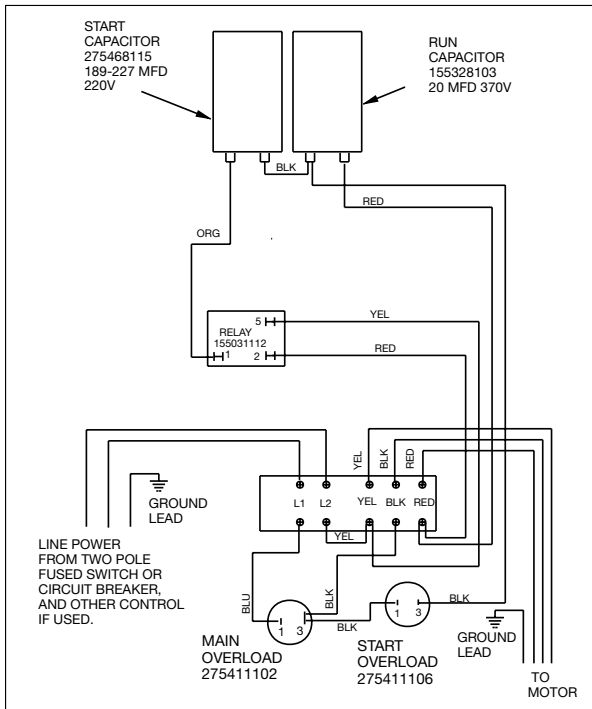 START
CAPACITOR
275468115
189-227 MFD
220V
RUN
CAPACITOR
155328103
20 MFD 370V
BLK
RED
ORG
5
YEL
RELAY
155031112
1
2
RED
YEL
BLK
RED
GROUND
LEAD
L1
L2
YEL
BLK
RED
YEL
LINE POWER
FROM TWO POLE
FUSED SWITCH OR
CIRCUIT BREAKER,
AND OTHER CONTROL
IF USED.
BLU
BLK
1
3
BLK
1
3
BLK
MAIN
OVERLOAD
275411102
START
OVERLOAD
275411106
GROUND
LEAD
TO
MOTOR